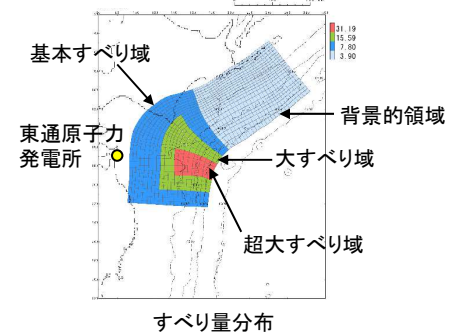 31.19
15.59
7.80
3.90
基本すべり域
背景的領域
東通原子力
発電所
大すべり域
超大すべり域
すべり量分布